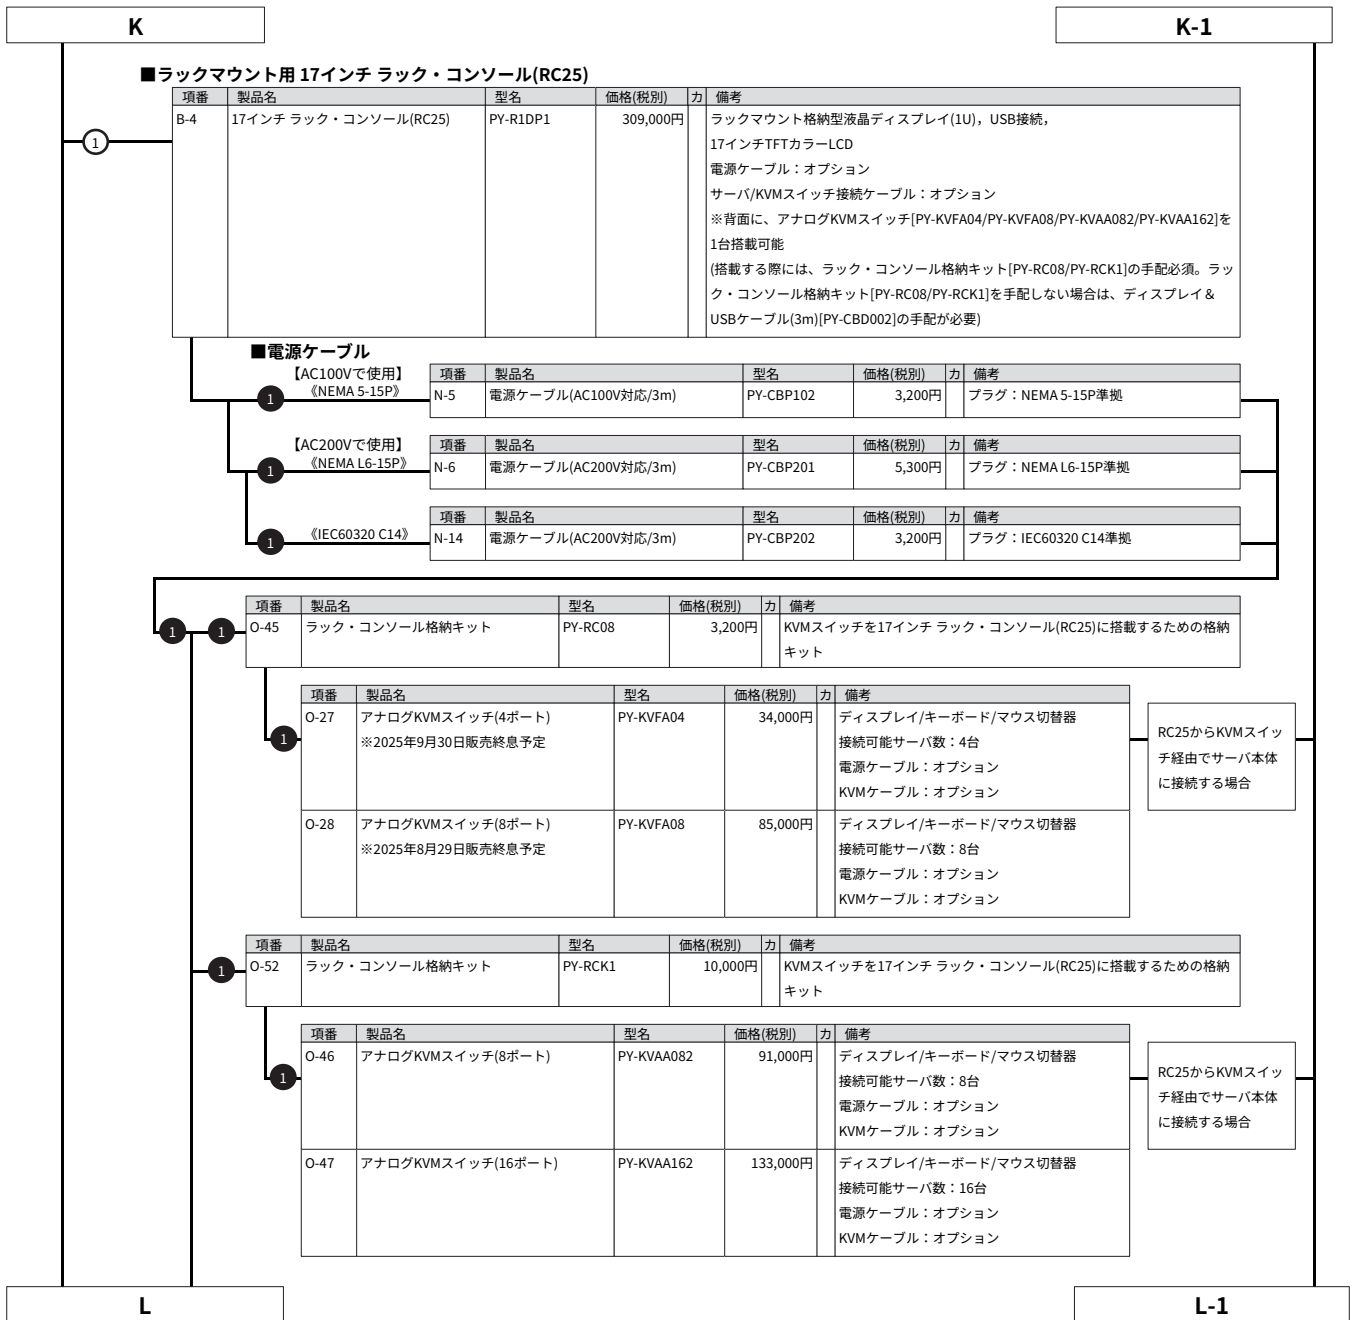 K
K-1
■ラックマウント用 17インチ ラック・コンソール(RC25)
項番 製品名 型名 価格(税別) カ 備考
B-4 17インチ ラック・コンソール(RC25) PY-R1DP1 309,000円 ラックマウント格納型液晶ディスプレイ(1U)，USB接続，
17インチTFTカラーLCD
電源ケーブル：オプション
サーバ/KVMスイッチ接続ケーブル：オプション
※背面に、アナログKVMスイッチ[PY-KVFA04/PY-KVFA08/PY-KVAA082/PY-KVAA162]を
1台搭載可能
(搭載する際には、ラック・コンソール格納キット[PY-RC08/PY-RCK1]の手配必須。ラッ
ク・コンソール格納キット[PY-RC08/PY-RCK1]を手配しない場合は、ディスプレイ＆
USBケーブル(3m)[PY-CBD002]の手配が必要)
1
■電源ケーブル
【AC100Vで使用】
《NEMA 5-15P》
1
項番 製品名 型名 価格(税別) カ 備考
N-5 電源ケーブル(AC100V対応/3m) PY-CBP102 3,200円 プラグ：NEMA 5-15P準拠
【AC200Vで使用】
《NEMA L6-15P》
1
項番 製品名 型名 価格(税別) カ 備考
N-6 電源ケーブル(AC200V対応/3m) PY-CBP201 5,300円 プラグ：NEMA L6-15P準拠
《IEC60320 C14》
1
項番 製品名 型名 価格(税別) カ 備考
N-14 電源ケーブル(AC200V対応/3m) PY-CBP202 3,200円 プラグ：IEC60320 C14準拠
1 1
項番 製品名 型名 価格(税別) カ 備考
O-45 ラック・コンソール格納キット PY-RC08 3,200円 KVMスイッチを17インチ ラック・コンソール(RC25)に搭載するための格納
キット
1
項番 製品名 型名 価格(税別) カ 備考
O-27 アナログKVMスイッチ(4ポート) PY-KVFA04 34,000円 ディスプレイ/キーボード/マウス切替器
※2025年9月30日販売終息予定 接続可能サーバ数：4台
電源ケーブル：オプション
KVMケーブル：オプション
O-28 アナログKVMスイッチ(8ポート) PY-KVFA08 85,000円 ディスプレイ/キーボード/マウス切替器
※2025年8月29日販売終息予定 接続可能サーバ数：8台
電源ケーブル：オプション
KVMケーブル：オプション
RC25からKVMスイッ
チ経由でサーバ本体
に接続する場合
1
項番 製品名 型名 価格(税別) カ 備考
O-52 ラック・コンソール格納キット PY-RCK1 10,000円 KVMスイッチを17インチ ラック・コンソール(RC25)に搭載するための格納
キット
1
項番 製品名 型名 価格(税別) カ 備考
O-46 アナログKVMスイッチ(8ポート) PY-KVAA082 91,000円 ディスプレイ/キーボード/マウス切替器
接続可能サーバ数：8台
電源ケーブル：オプション
KVMケーブル：オプション
O-47 アナログKVMスイッチ(16ポート) PY-KVAA162 133,000円 ディスプレイ/キーボード/マウス切替器
接続可能サーバ数：16台
電源ケーブル：オプション
KVMケーブル：オプション
RC25からKVMスイッ
チ経由でサーバ本体
に接続する場合
L
L-1